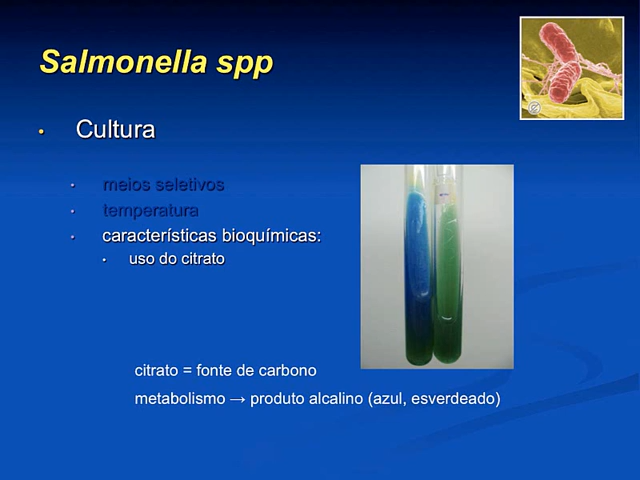 Salmonella spp
• Cultura
• meios seletivos
• temperatura
• características bioquímicas:
• uso do citrato
citrato = fonte de carbono
metabolismo → produto alcalino (azul, esverdeado)